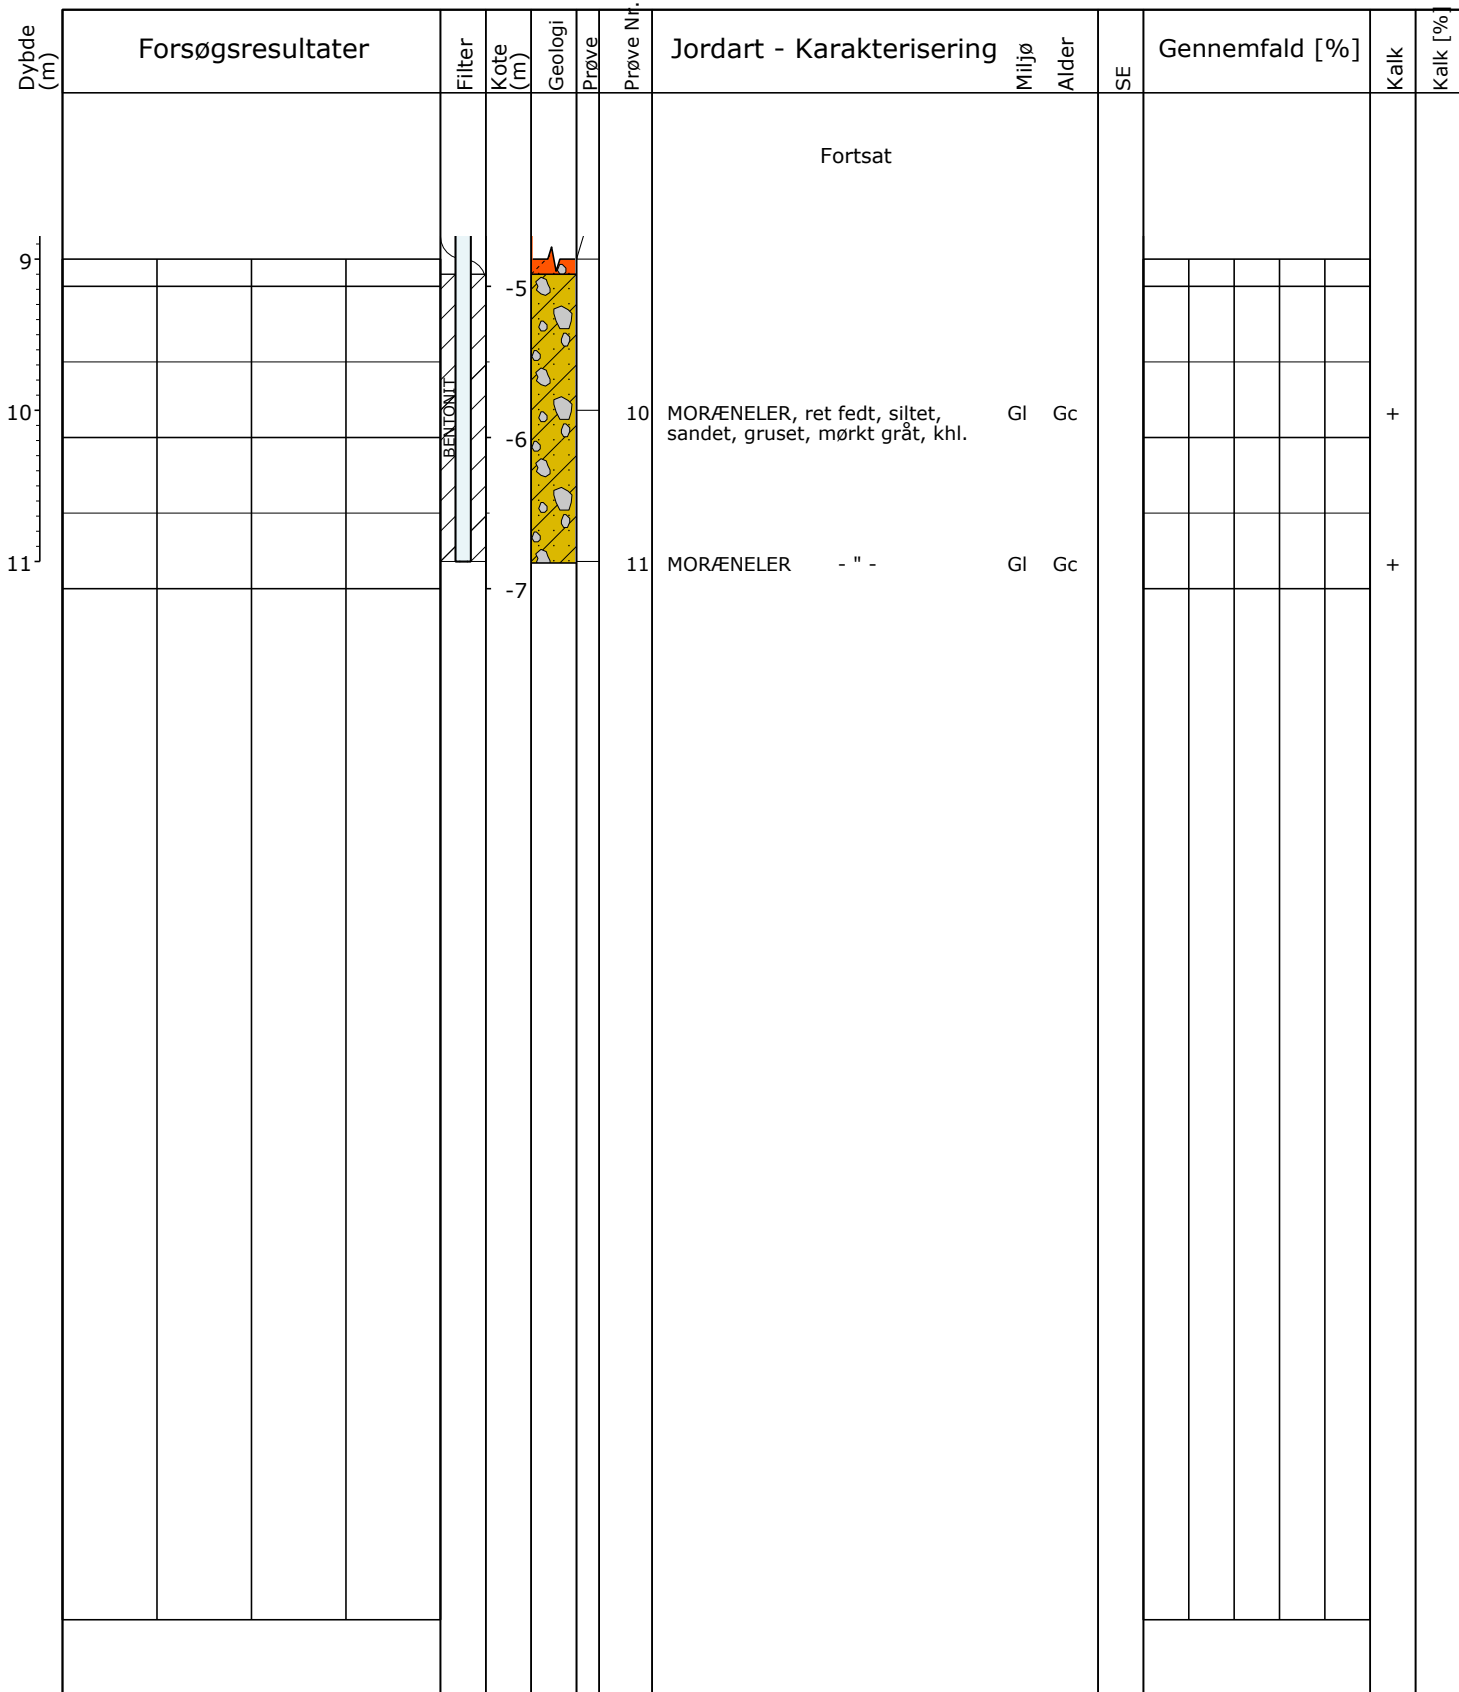 Dybde
(m)
Forsøgsresultater
Filter
Kote
(m)
Geologi
Prøve
Prøve Nr.
Jordart - Karakterisering
Miljø
Alder
SE
Gennemfald [%]
Kalk
Kalk [%]
Fortsat
9
-5
10
BENTONIT
-6
10
MORÆNELER, ret fedt, siltet,
sandet, gruset, mørkt gråt, khl.
Gl
Gc
+
11
11
MORÆNELER - " -
Gl
Gc
+
-7